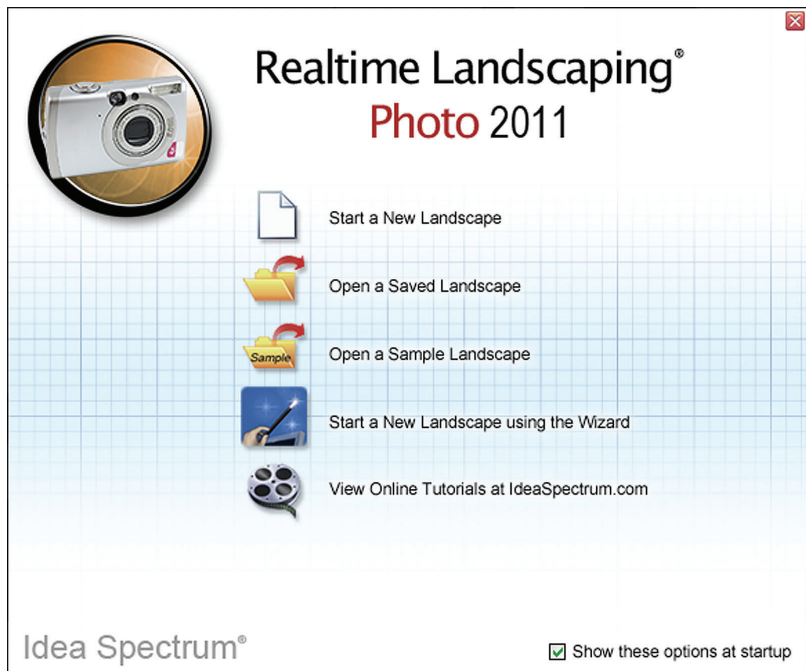 Realtime Landscaping®
Photo 2011
Start a New Landscape
Open a Saved Landscape
Sample
Open a Sample Landscape
Start a New Landscape using the Wizard
View Online Tutorials at IdeaSpectrum.com
Idea Spectrum®
Show these options at startup